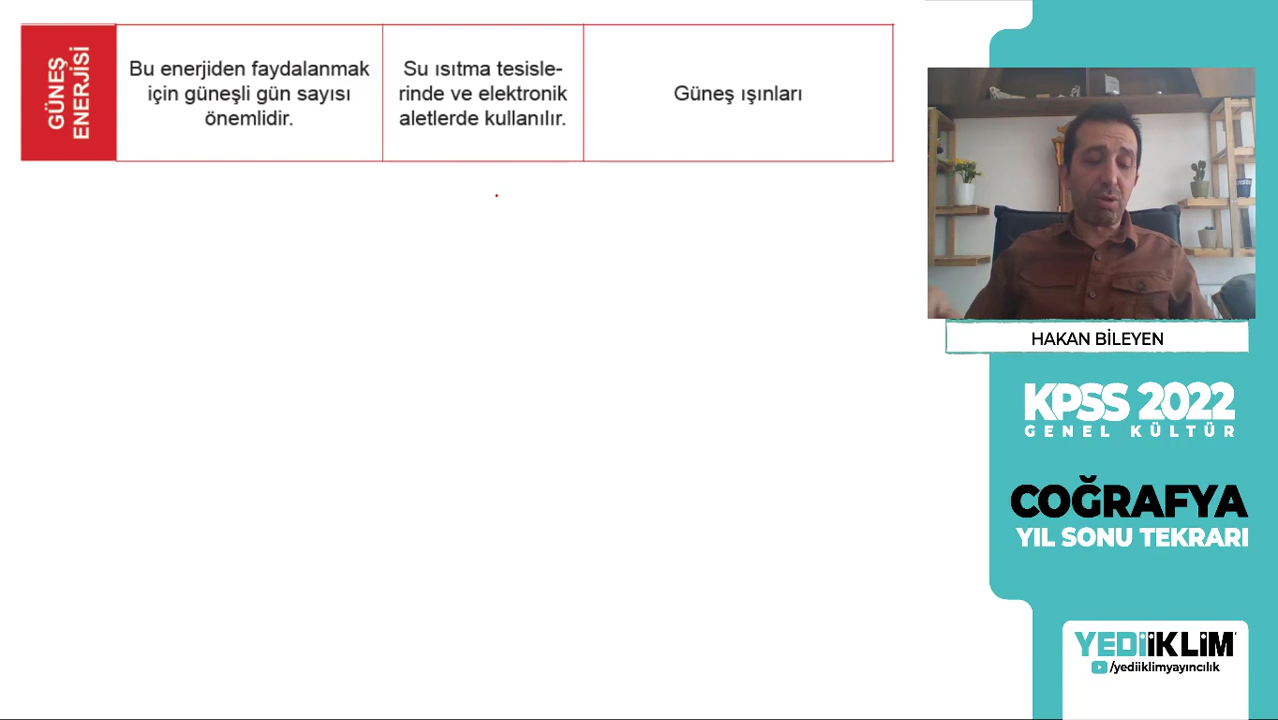 GÜNEŞ
ENERJİSİ
Bu enerjiden faydalanmak
için güneşli gün sayısı
önemlidir.
Su ısıtma tesisle-
rinde ve elektronik
aletlerde kullanılır.
Güneş ışınları
HAKAN BİLEYEN
KPSS 2022
GENEL KÜLTÜR
COĞRAFYA
YIL SONU TEKRARI
YEDİİKLİM
/yediiklimyayıncılık